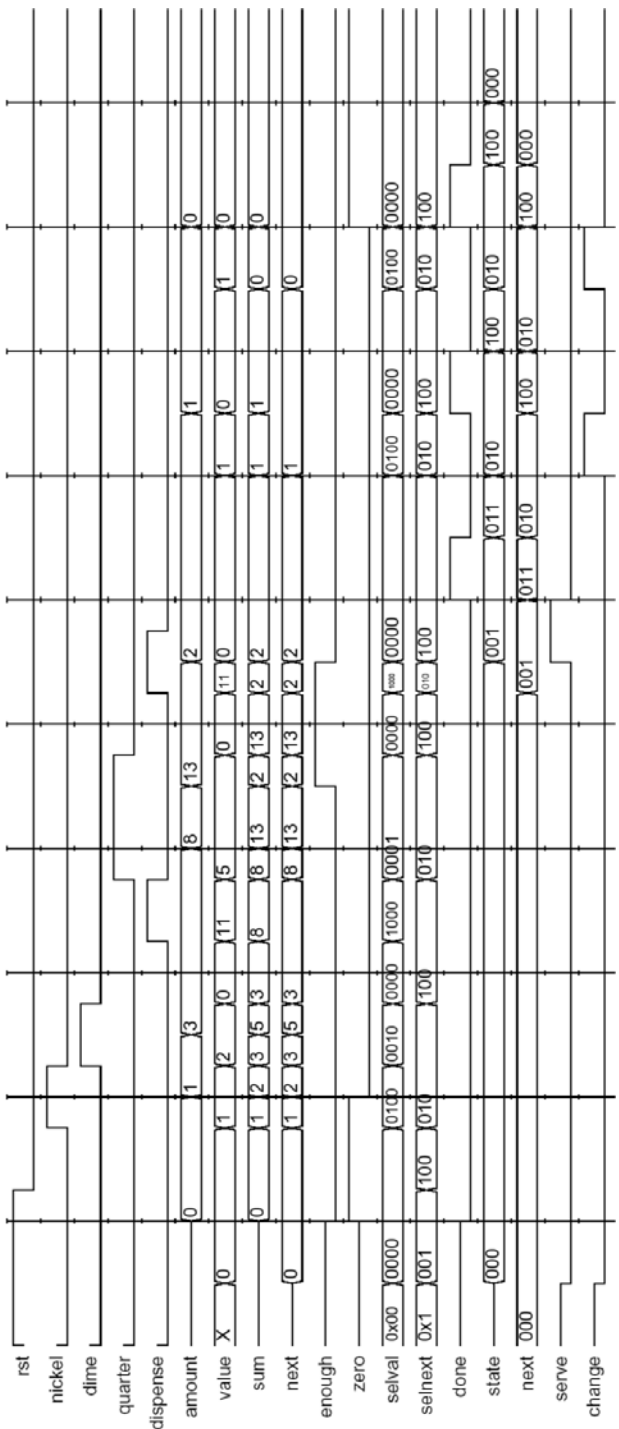 rst
nickel
dime
quarter
dispense
amount 0 1 3 8 13 2 1 0
value X 0 1 2 0 11 5 0 11 0 1 0 1 0
sum 0 1 2 3 5 3 8 8 13 2 13 2 2 1 1 0 0
next 0 1 2 3 5 3 8 13 2 13 2 2 1 0
enough
zero
selval 0x00 0000 0100 0010 0000 1000 0001 0000 1000 0000 0100 0000 0100 0000
selnext 0x1 001 100 010 100 010 100 010 100 010 100 010 100
done
state 000 001 011 010 100 010 100 000
next 000 001 011 010 100 010 100 000
serve
change